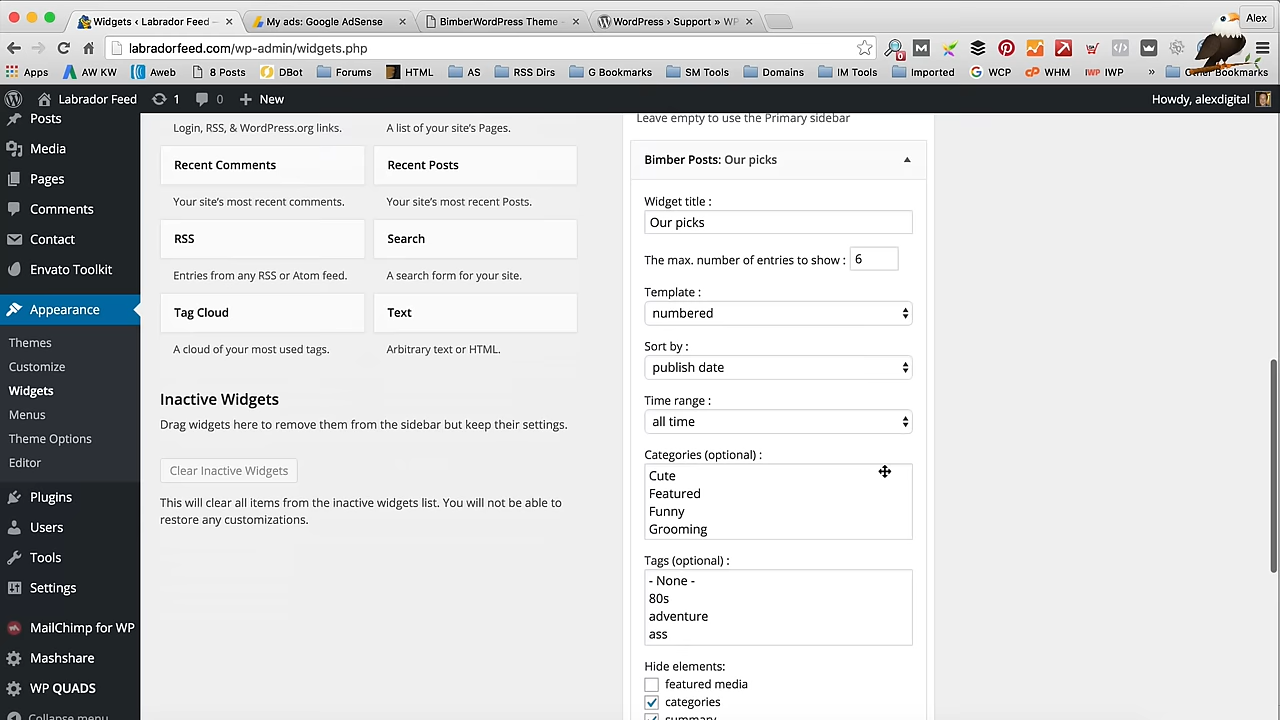 Widgets ‹ Labrador Feed –
My ads: Google AdSense
BimberWordPress Theme -
WordPress › Support » WP
Alex
labradorfeed.com/wp-admin/widgets.php
Apps
AW KW
Aweb
8 Posts
DBot
Forums
HTML
AS
RSS Dirs
G Bookmarks
SM Tools
Domains
IM Tools
Imported
WCP
WHM
IWP
»
Other Bookmarks
Labrador Feed
1
0
New
Howdy, alexdigital
Posts
Media
Pages
Comments
Contact
Envato Toolkit
Appearance
Themes
Customize
Widgets
Menus
Theme Options
Editor
Plugins
Users
Tools
Settings
MailChimp for WP
Mashshare
WP QUADS
Collapse menu
Login, RSS, & WordPress.org links.
A list of your site's Pages.
Recent Comments
Recent Posts
Your site's most recent comments.
Your site's most recent Posts.
RSS
Search
Entries from any RSS or Atom feed.
A search form for your site.
Tag Cloud
Text
A cloud of your most used tags.
Arbitrary text or HTML.
Inactive Widgets
Drag widgets here to remove them from the sidebar but keep their settings.
Clear Inactive Widgets
This will clear all items from the inactive widgets list. You will not be able to
restore any customizations.
Leave empty to use the Primary sidebar
Bimber Posts: Our picks
Widget title :
Our picks
The max. number of entries to show : 6
Template :
numbered
Sort by :
publish date
Time range :
all time
Categories (optional) :
Cute
Featured
Funny
Grooming
Tags (optional) :
- None -
80s
adventure
ass
Hide elements:
featured media
categories
summary